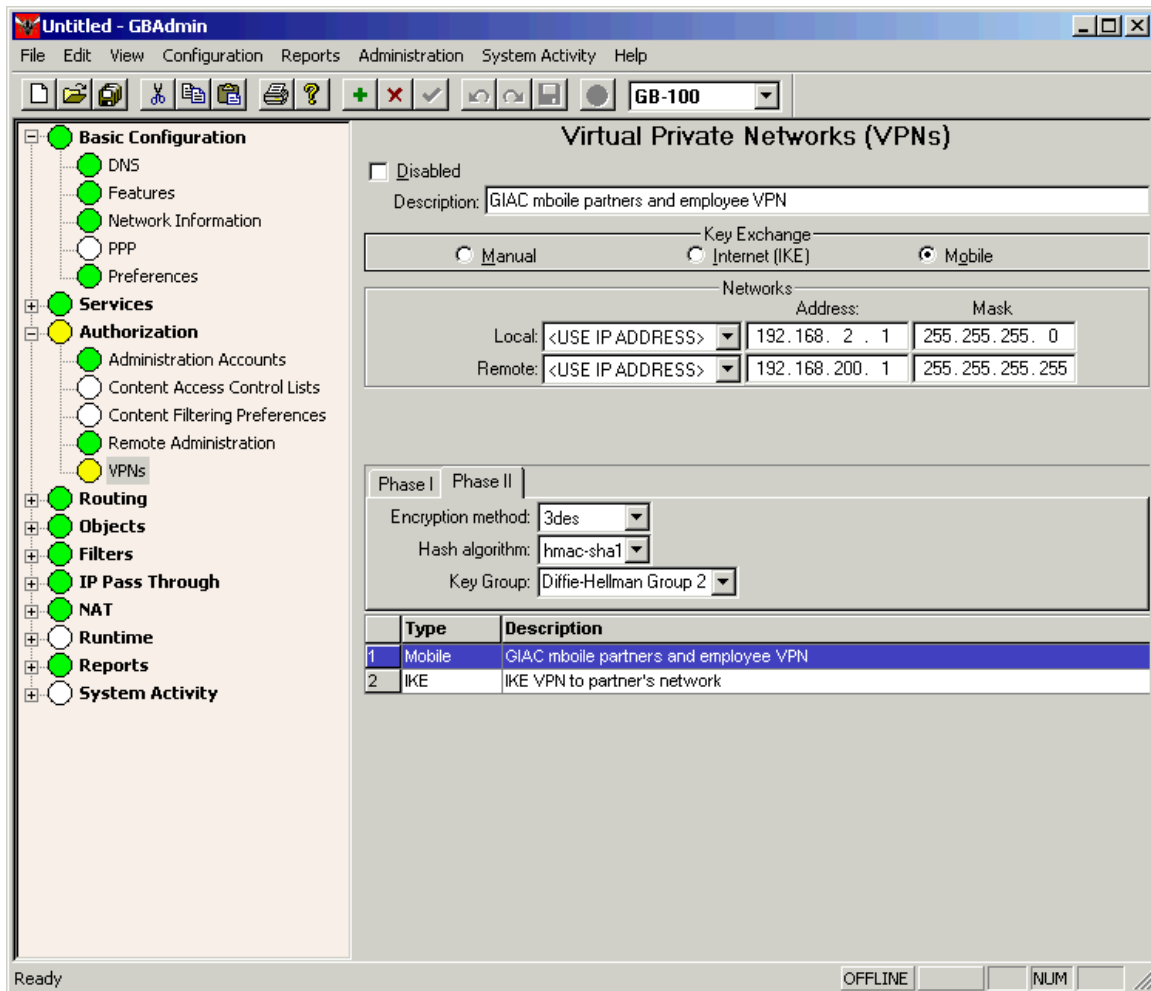 Untitled - GBAdmin
File Edit View Configuration Reports Administration System Activity Help
GB-100
Basic Configuration
DNS
Features
Network Information
PPP
Preferences
Services
Authorization
Administration Accounts
Content Access Control Lists
Content Filtering Preferences
Remote Administration
VPNs
Routing
Objects
Filters
IP Pass Through
NAT
Runtime
Reports
System Activity
Virtual Private Networks (VPNs)
Disabled
Description: GIAC mboile partners and employee VPN
Key Exchange
Manual Internet (IKE) Mobile
Networks
Address: Mask
Local: <USE IP ADDRESS> 192.168. 2 . 1 255.255.255. 0
Remote: <USE IP ADDRESS> 192.168.200. 1 255.255.255.255
Phase I Phase II
Encryption method: 3des
Hash algorithm: hmac-sha1
Key Group: Diffie-Hellman Group 2
Type Description
1 Mobile GIAC mboile partners and employee VPN
2 IKE IKE VPN to partner's network
Ready OFFLINE NUM